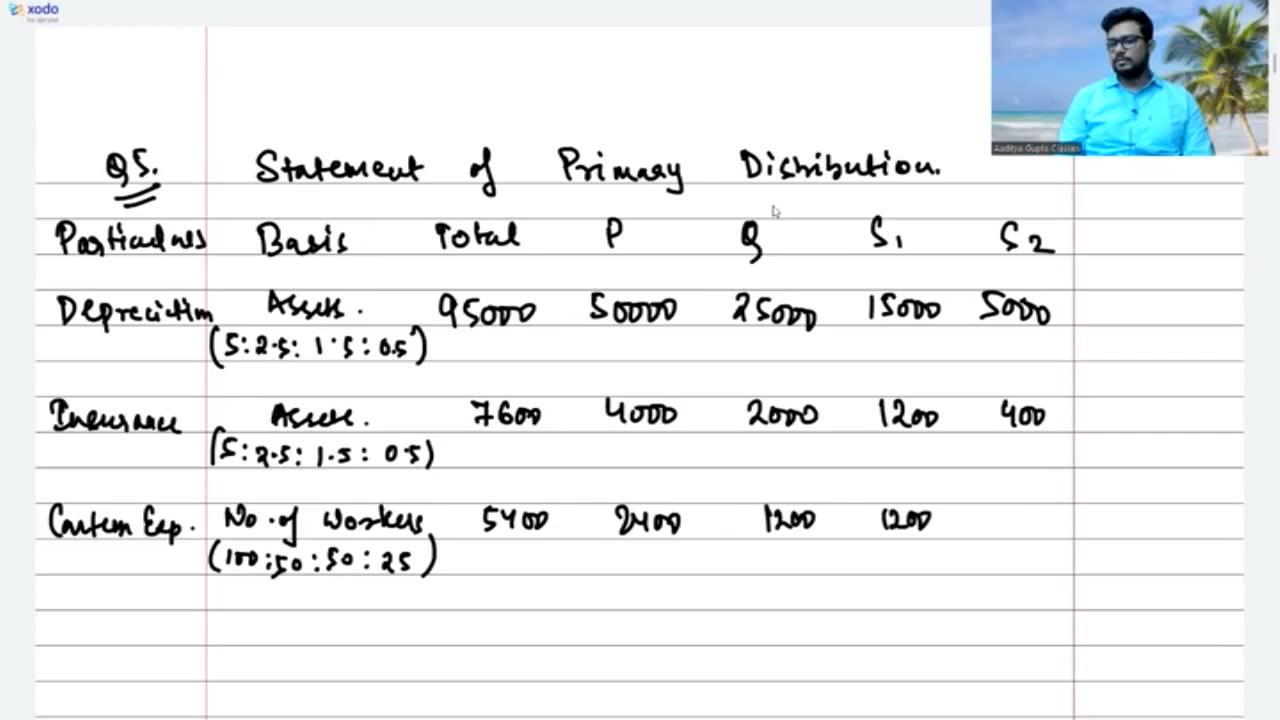 xodo
by apryse
Aaditya Gupta Classes
Q5. Statement of Primary Distribution.
Particulars Basis Total P Q S1 S2
Depreciation Assets. 95000 50000 25000 15000 5000
(5:2.5: 1.5: 0.5)
Insurance Assets. 7600 4000 2000 1200 400
(5: 2.5: 1.5: 0.5)
Canteen Exp. No. of workers 5400 2400 1200 1200
(100:50:50:25)